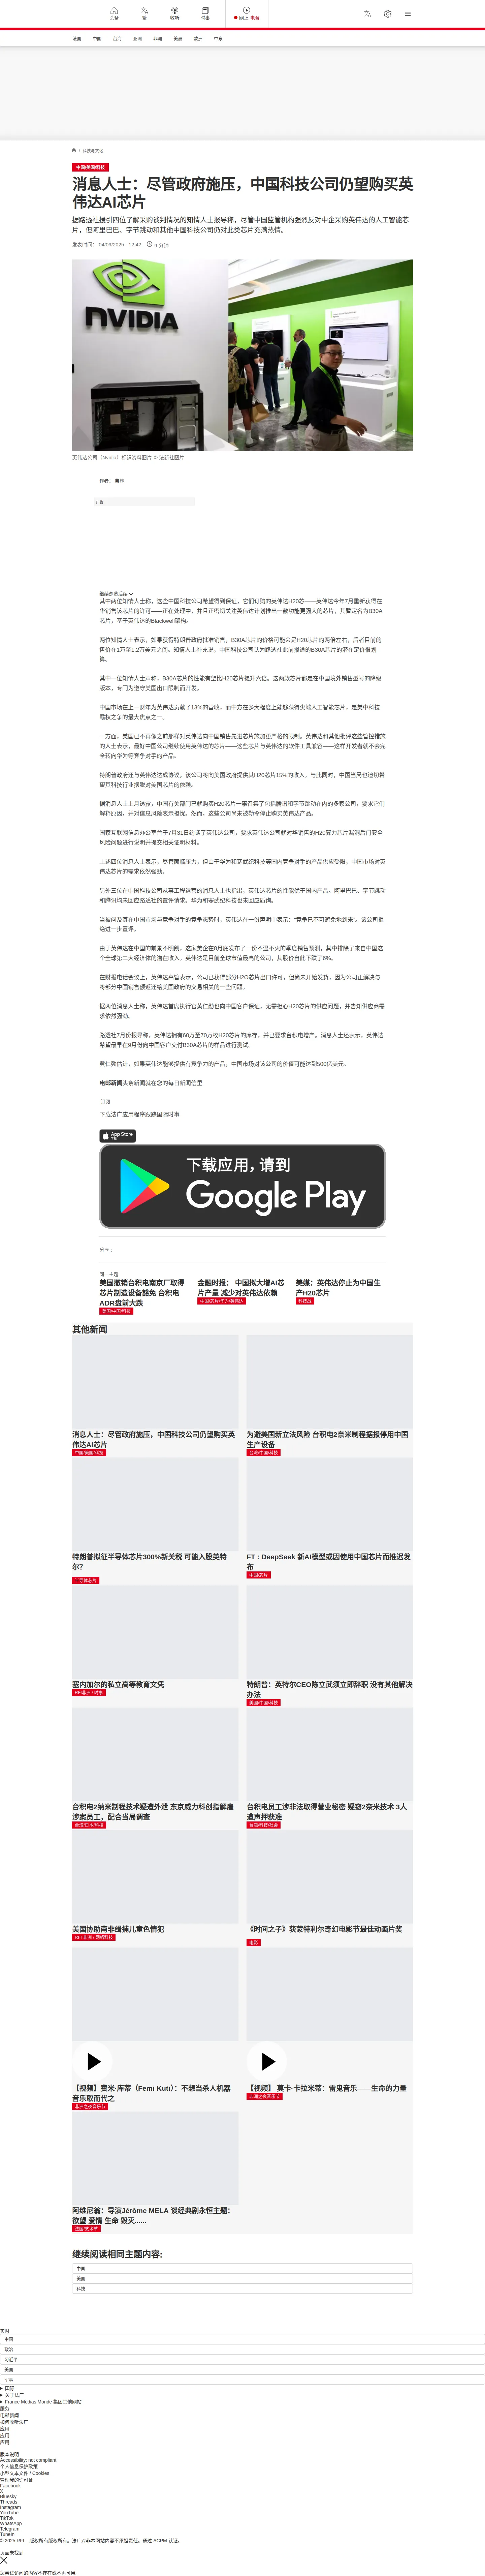 头条
繁
收听
时事
网上 电台
法国
中国
台海
亚洲
非洲
美洲
欧洲
中东
/ 科技与文化
中国/美国/科技
消息人士：尽管政府施压，中国科技公司仍望购买英
伟达AI芯片
据路透社援引四位了解采购谈判情况的知情人士报导称，尽管中国监管机构强烈反对中企采购英伟达的人工智能芯
片，但阿里巴巴、字节跳动和其他中国科技公司仍对此类芯片充满热情。
发表时间： 04/09/2025 - 12:42
9 分钟
NVIDIA
英伟达公司（Nvidia）标识资料图片 © 法新社图片
作者： 弗林
广告
继续浏览后续
其中两位知情人士称，这些中国科技公司希望得到保证，它们订购的英伟达H20芯——英伟达今年7月重新获得在
华销售该芯片的许可——正在处理中，并且正密切关注英伟达计划推出一款功能更强大的芯片，其暂定名为B30A
芯片，基于英伟达的Blackwell架构。
两位知情人士表示，如果获得特朗普政府批准销售，B30A芯片的价格可能会是H20芯片的两倍左右，后者目前的
售价在1万至1.2万美元之间。知情人士补充说，中国科技公司认为路透社此前报道的B30A芯片的潜在定价很划
算。
其中一位知情人士声称，B30A芯片的性能有望比H20芯片提升六倍。这两款芯片都是在中国境外销售型号的降级
版本，专门为遵守美国出口限制而开发。
中国市场在上一财年为英伟达贡献了13%的营收，而中方在多大程度上能够获得尖端人工智能芯片，是美中科技
霸权之争的最大焦点之一。
一方面，美国已不再像之前那样对英伟达向中国销售先进芯片施加更严格的限制。英伟达和其他批评这些管控措施
的人士表示，最好中国公司继续使用英伟达的芯片——这些芯片与英伟达的软件工具兼容——这样开发者就不会完
全转向华为等竞争对手的产品。
特朗普政府还与英伟达达成协议，该公司将向美国政府提供其H20芯片15%的收入。与此同时，中国当局也迫切希
望其科技行业摆脱对美国芯片的依赖。
据消息人士上月透露，中国有关部门已就购买H20芯片一事召集了包括腾讯和字节跳动在内的多家公司，要求它们
解释原因，并对信息风险表示担忧。然而，这些公司尚未被勒令停止购买英伟达产品。
国家互联网信息办公室曾于7月31日约谈了英伟达公司，要求英伟达公司就对华销售的H20算力芯片漏洞后门安全
风险问题进行说明并提交相关证明材料。
上述四位消息人士表示，尽管面临压力，但由于华为和寒武纪科技等国内竞争对手的产品供应受限，中国市场对英
伟达芯片的需求依然强劲。
另外三位在中国科技公司从事工程运营的消息人士也指出，英伟达芯片的性能优于国内产品。阿里巴巴、字节跳动
和腾讯均未回应路透社的置评请求。华为和寒武纪科技也未回应质询。
当被问及其在中国市场与竞争对手的竞争态势时，英伟达在一份声明中表示：“竞争已不可避免地到来”。该公司拒
绝进一步置评。
由于英伟达在中国的前景不明朗，这家美企在8月底发布了一份不温不火的季度销售预测，其中排除了来自中国这
个全球第二大经济体的潜在收入。英伟达是目前全球市值最高的公司，其股价自此下跌了6%。
在财报电话会议上，英伟达高管表示，公司已获得部分H20芯片出口许可，但尚未开始发货，因为公司正解决与
将部分中国销售额返还给美国政府的交易相关的一些问题。
据两位消息人士称，英伟达首席执行官黄仁勋也向中国客户保证，无需担心H20芯片的供应问题，并告知供应商需
求依然强劲。
路透社7月份报导称，英伟达拥有60万至70万枚H20芯片的库存，并已要求台积电增产。消息人士还表示，英伟达
希望最早在9月份向中国客户交付B30A芯片的样品进行测试。
黄仁勋估计，如果英伟达能够提供有竞争力的产品，中国市场对该公司的价值可能达到500亿美元。
电邮新闻头条新闻就在您的每日新闻信里
订阅
下载法广应用程序跟踪国际时事
App Store
下载应用，请到
Google Play
分享 :
同一主题
美国撤销台积电南京厂取得
芯片制造设备豁免 台积电
ADR盘前大跌
美国/中国/科技
金融时报： 中国拟大增AI芯
片产量 减少对英伟达依赖
中国/芯片/华为/英伟达
美媒：英伟达停止为中国生
产H20芯片
科技战
其他新闻
消息人士：尽管政府施压，中国科技公司仍望购买英
伟达AI芯片
中国/美国/科技
为避美国新立法风险 台积电2奈米制程据报停用中国
生产设备
台湾/中国/科技
特朗普拟征半导体芯片300%新关税 可能入股英特
尔?
半导体芯片
FT : DeepSeek 新AI模型或因使用中国芯片而推迟发
布
中国/芯片
塞内加尔的私立高等教育文凭
RFI亚洲 / 时事
特朗普：英特尔CEO陈立武须立即辞职 没有其他解决
办法
美国/中国/科技
台积电2纳米制程技术疑遭外泄 东京威力科创指解雇
涉案员工，配合当局调查
台湾/日本/科技
台积电员工涉非法取得营业秘密 疑窃2奈米技术 3人
遭声押获准
台湾/科技/社会
美国协助南非缉捕儿童色情犯
RFI 亚洲 / 网络科技
《时间之子》获蒙特利尔奇幻电影节最佳动画片奖
电影
【视频】费米·库蒂（Femi Kuti)：不想当杀人机器
音乐取而代之
亚洲之夜音乐节
【视频】 莫卡·卡拉米蒂：雷鬼音乐——生命的力量
亚洲之夜音乐节
阿维尼翁：导演Jérôme MELA 谈经典剧永恒主题：
欲望 爱情 生命 毁灭......
法国/艺术节
继续阅读相同主题内容:
中国
美国
科技
实时
中国
政治
习近平
美国
军事
国际
关于法广
France Médias Monde 集团其他网站
服务
电邮新闻
如何收听法广
应用
应用
应用
版本说明
Accessibility: not compliant
个人信息保护政策
小型文本文件 / Cookies
管理我的许可证
Facebook
X
Bluesky
Threads
Instagram
YouTube
TikTok
WhatsApp
Telegram
TuneIn
© 2025 RFI – 版权所有版权所有。法广对非本网站内容不承担责任。通过 ACPM 认证。
页面未找到
您尝试访问的内容不存在或不再可用。